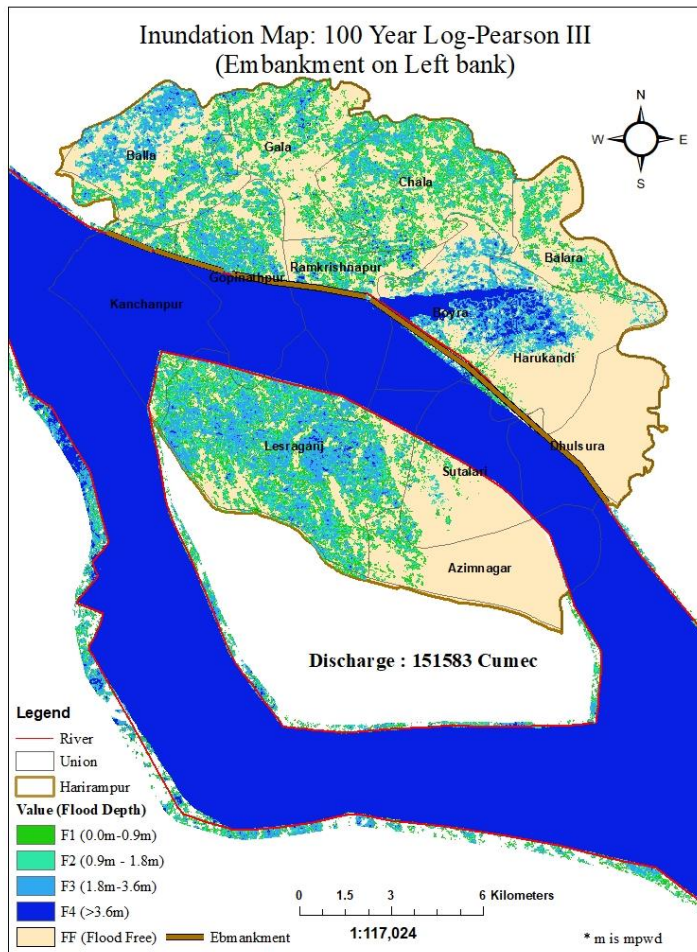 Inundation Map: 100 Year Log-Pearson III
(Embankment on Left bank)
N
W E
S
Balla
Gala
Chala
Balara
Ramkrishnapur
Gopinathpur
Kanchanpur
Boyra
Harukandi
Lesraganj
Sutalari
Dhulsura
Azimnagar
Discharge : 151583 Cumec
Legend
River
Union
Harirampur
Value (Flood Depth)
F1 (0.0m-0.9m)
F2 (0.9m - 1.8m)
F3 (1.8m-3.6m)
F4 (>3.6m)
FF (Flood Free)
Ebmankment
0 1.5 3 6 Kilometers
1:117,024
* m is mpwd